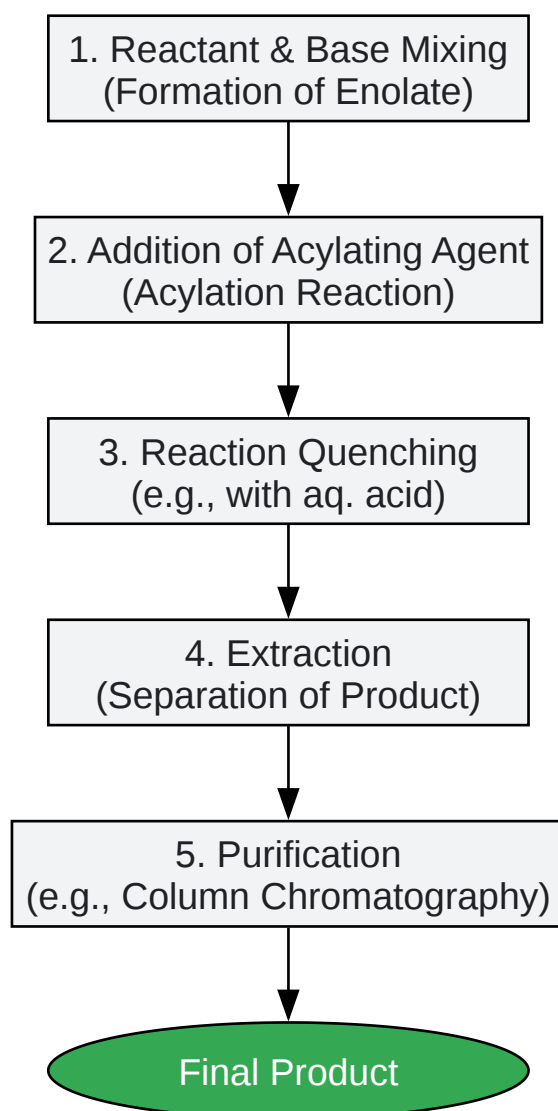 1. Reactant & Base Mixing
(Formation of Enolate)
2. Addition of Acylating Agent
(Acylation Reaction)
3. Reaction Quenching
(e.g., with aq. acid)
4. Extraction
(Separation of Product)
5. Purification
(e.g., Column Chromatography)
Final Product